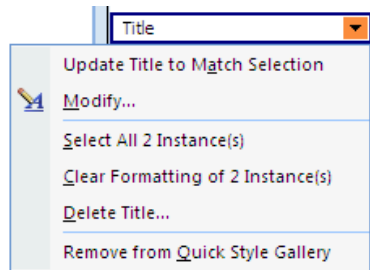 Title
Update Title to Match Selection
Modify...
Select All 2 Instance(s)
Clear Formatting of 2 Instance(s)
Delete Title...
Remove from Quick Style Gallery